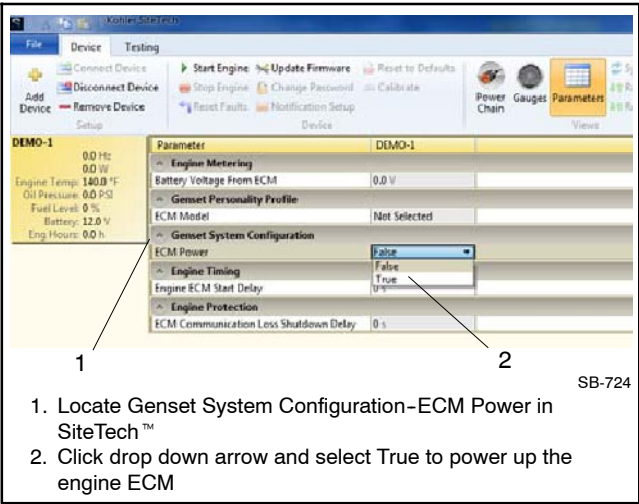 Kohler SiteTech
File Device Testing
Add Device
Connect Device
Disconnect Device
Remove Device
Setup
Start Engine
Stop Engine
Reset Faults
Update Firmware
Change Password
Notification Setup
Reset to Defaults
Calibrate
Device
Power Chain
Gauges
Parameters
Views
DEMO-1
0.0 Hz
0.0 W
Engine Temp: 140.0 °F
Oil Pressure: 0.0 PSI
Fuel Level: 0 %
Battery: 12.0 V
Eng Hours: 0.0 h
Parameter DEMO-1
Engine Metering
Battery Voltage From ECM 0.0 V
Genset Personality Profile
ECM Model Not Selected
Genset System Configuration
ECM Power False
False
True
Engine Timing
Engine ECM Start Delay 0 s
Engine Protection
ECM Communication Loss Shutdown Delay 0 s
1 2
SB-724
1. Locate Genset System Configuration-ECM Power in
SiteTech™
2. Click drop down arrow and select True to power up the
engine ECM